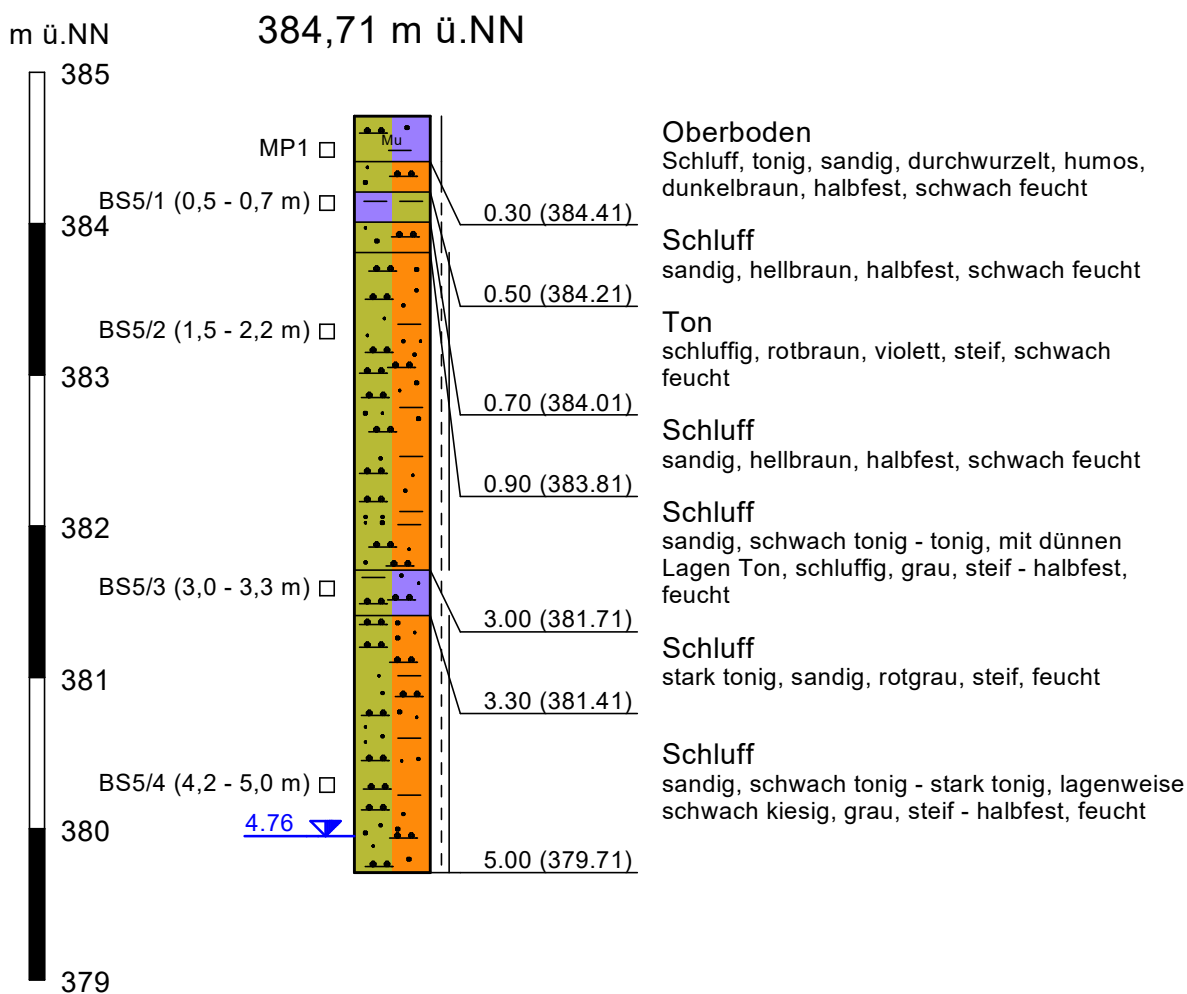 m ü.NN
384,71 m ü.NN
385
384
383
382
381
380
379
MP1
BS5/1 (0,5 - 0,7 m)
BS5/2 (1,5 - 2,2 m)
BS5/3 (3,0 - 3,3 m)
BS5/4 (4,2 - 5,0 m)
4.76
Mu
0.30 (384.41)
0.50 (384.21)
0.70 (384.01)
0.90 (383.81)
3.00 (381.71)
3.30 (381.41)
5.00 (379.71)
Oberboden
Schluff, tonig, sandig, durchwurzelt, humos,
dunkelbraun, halbfest, schwach feucht
Schluff
sandig, hellbraun, halbfest, schwach feucht
Ton
schluffig, rotbraun, violett, steif, schwach
feucht
Schluff
sandig, hellbraun, halbfest, schwach feucht
Schluff
sandig, schwach tonig - tonig, mit dünnen
Lagen Ton, schluffig, grau, steif - halbfest,
feucht
Schluff
stark tonig, sandig, rotgrau, steif, feucht
Schluff
sandig, schwach tonig - stark tonig, lagenweise
schwach kiesig, grau, steif - halbfest, feucht